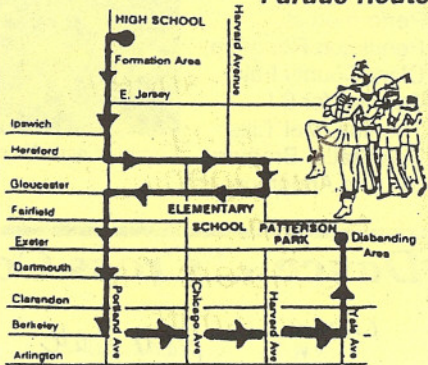 Parade Route
HIGH SCHOOL
Formation Area
Harvard Avenue
E. Jersey
Ipswich
Hereford
Gloucester
Fairfield
ELEMENTARY
SCHOOL
PATTERSON
PARK
Disbanding
Area
Exeter
Dartmouth
Clarendon
Berkeley
Arlington
Portland Ave
Chicago Ave
Harvard Ave
Yale Ave